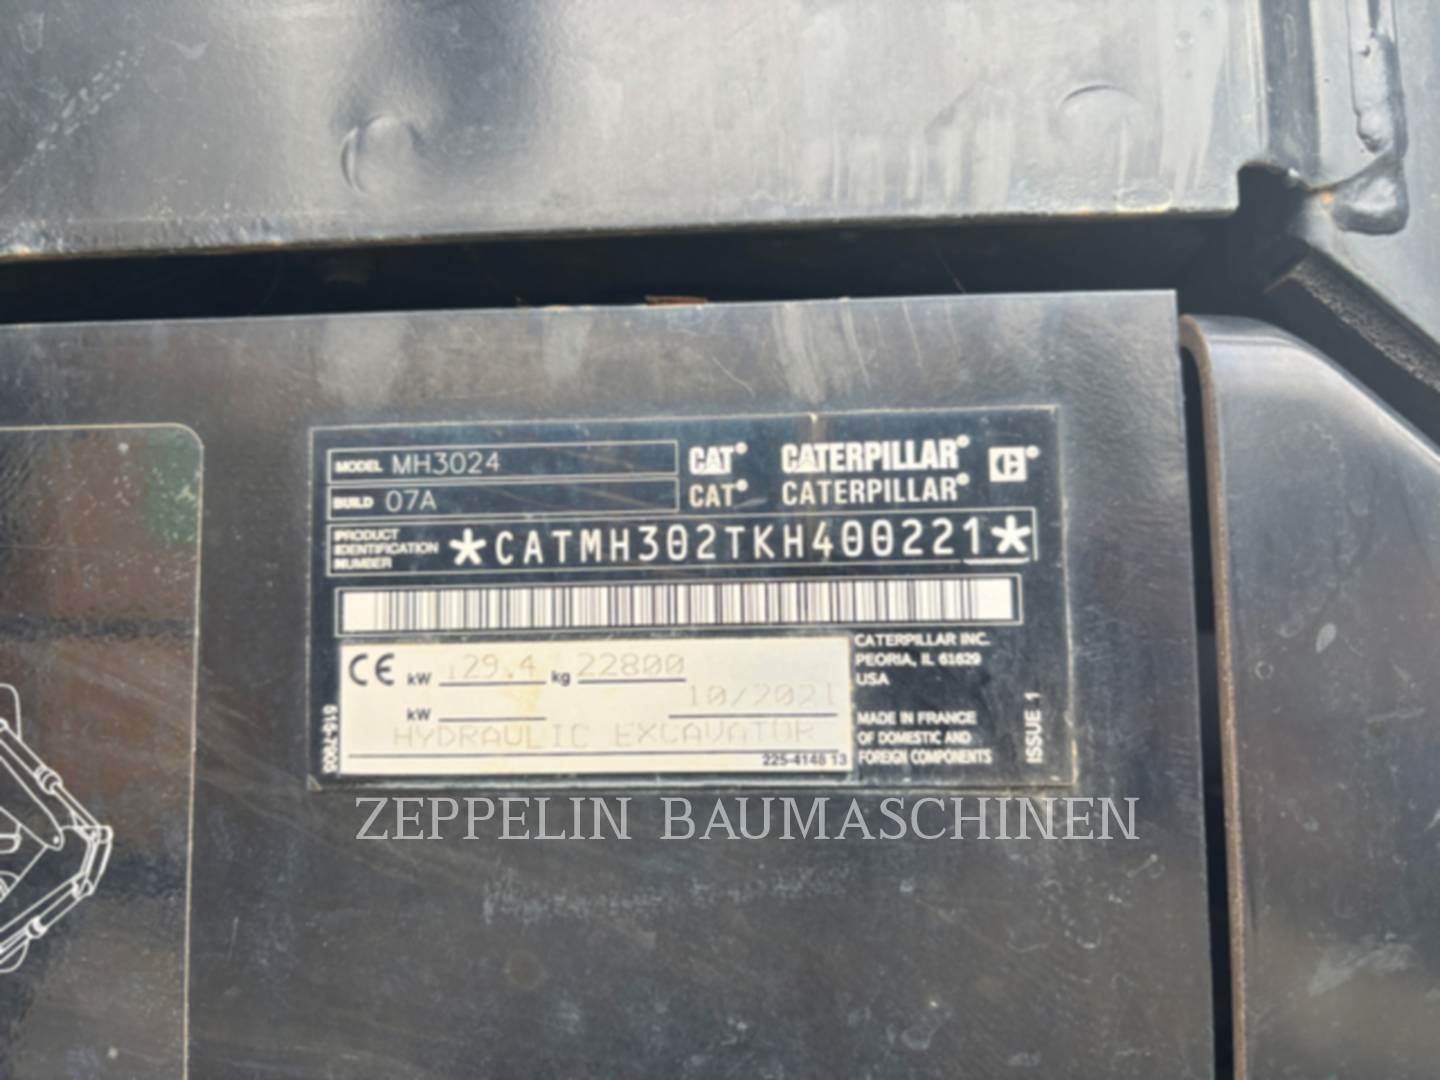 MODEL MH3024
BUILD 07A
CAT® CATERPILLAR®
CAT® CATERPILLAR®
PRODUCT IDENTIFICATION NUMBER *CATMH302TKH400221*
CE kW 129.4 kg 22800
10/2021
kW
HYDRAULIC EXCAVATOR
225-4148 13
CATERPILLAR INC.
PEORIA, IL 61629
USA
MADE IN FRANCE
OF DOMESTIC AND
FOREIGN COMPONENTS
ISSUE 1
ZEPPELIN BAUMASCHINEN